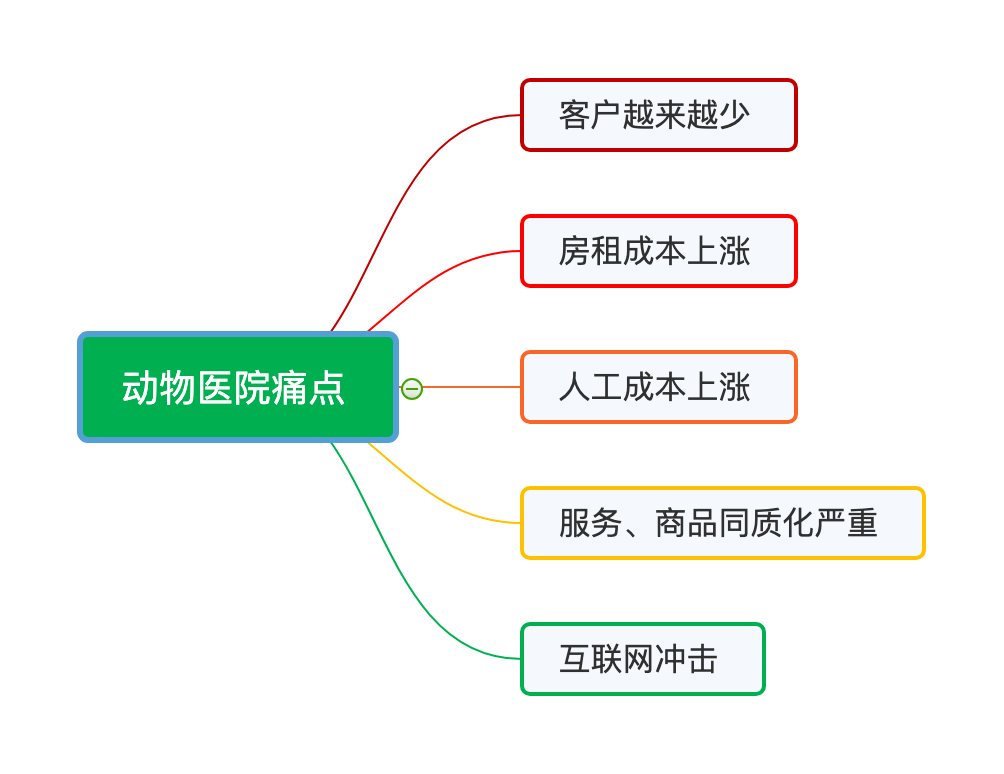 客户越来越少
房租成本上涨
动物医院痛点
人工成本上涨
服务、商品同质化严重
互联网冲击